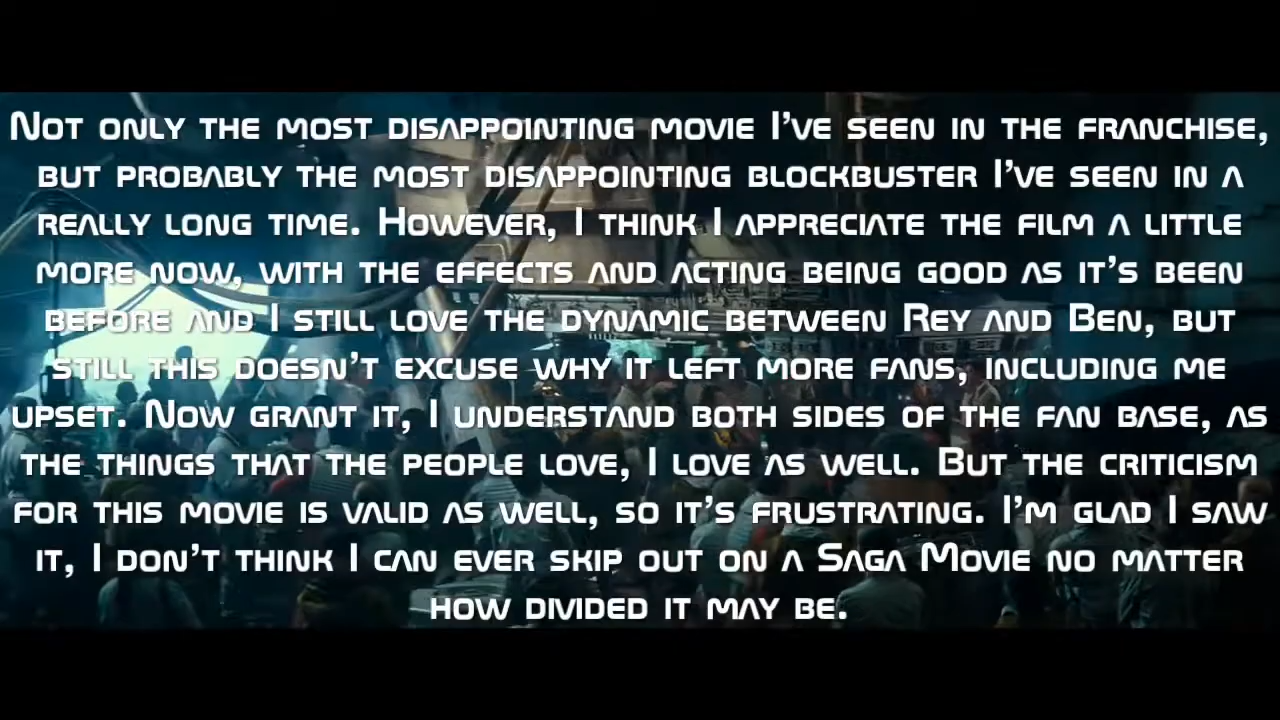 Not only the most disappointing movie I've seen in the franchise,
but probably the most disappointing blockbuster I've seen in a
really long time. However, I think I appreciate the film a little
more now, with the effects and acting being good as it's been
before and I still love the dynamic between Rey and Ben, but
still this doesn't excuse why it left more fans, including me
upset. Now grant it, I understand both sides of the fan base, as
the things that the people love, I love as well. But the criticism
for this movie is valid as well, so it's frustrating. I'm glad I saw
it, I don't think I can ever skip out on a Saga Movie no matter
how divided it may be.